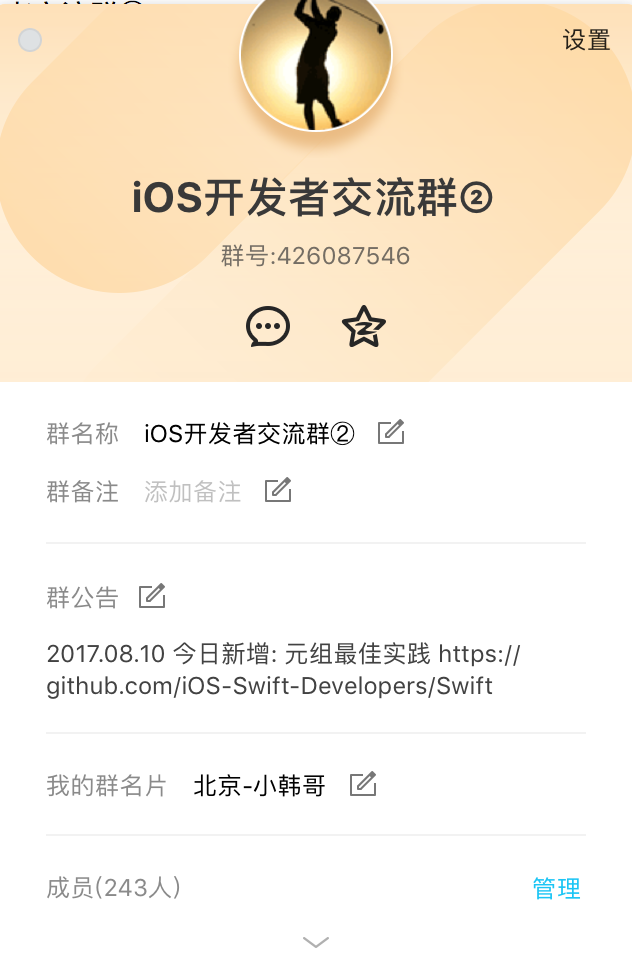 设置
iOS开发者交流群②
群号:426087546
群名称 iOS开发者交流群②
群备注 添加备注
群公告
2017.08.10 今日新增: 元组最佳实践 https://
github.com/iOS-Swift-Developers/Swift
我的群名片 北京-小韩哥
成员(243人) 管理